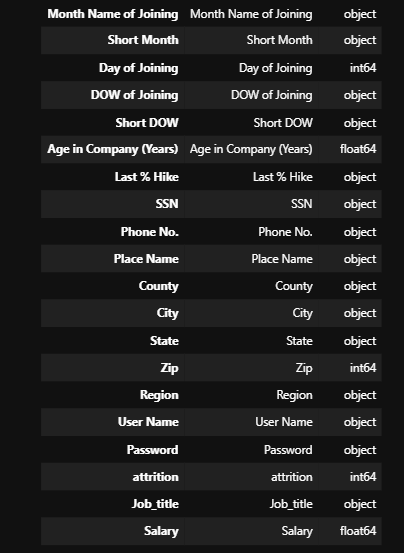 Month Name of Joining Month Name of Joining object
Short Month Short Month object
Day of Joining Day of Joining int64
DOW of Joining DOW of Joining object
Short DOW Short DOW object
Age in Company (Years) Age in Company (Years) float64
Last % Hike Last % Hike object
SSN SSN object
Phone No. Phone No. object
Place Name Place Name object
County County object
City City object
State State object
Zip Zip int64
Region Region object
User Name User Name object
Password Password object
attrition attrition int64
Job_title Job_title object
Salary Salary float64